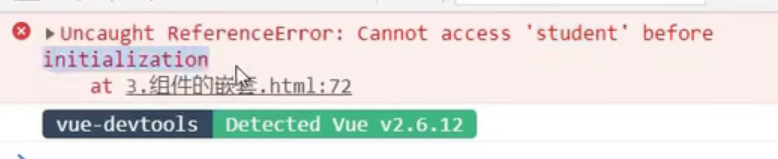 Uncaught ReferenceError: Cannot access 'student' before
initialization
at 3.组件的嵌套.html:72
vue-devtools Detected Vue v2.6.12